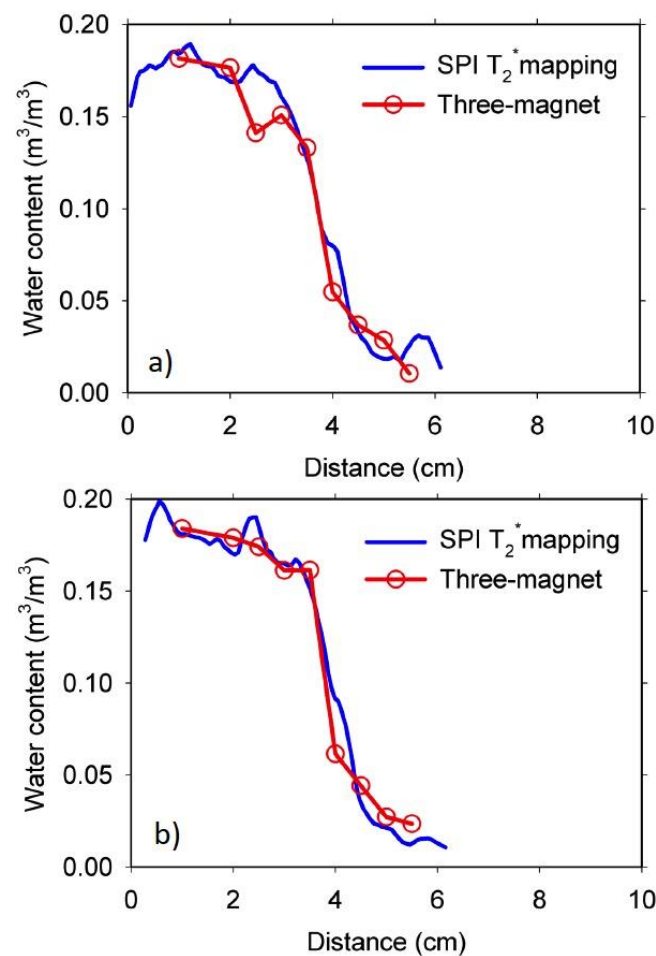 0.20
0.15
0.10
0.05
0.00
Water content (m³/m³)
SPI T₂* mapping
Three-magnet
a)
0 2 4 6 8 10
Distance (cm)
0.20
0.15
0.10
0.05
0.00
Water content (m³/m³)
SPI T₂* mapping
Three-magnet
b)
0 2 4 6 8 10
Distance (cm)